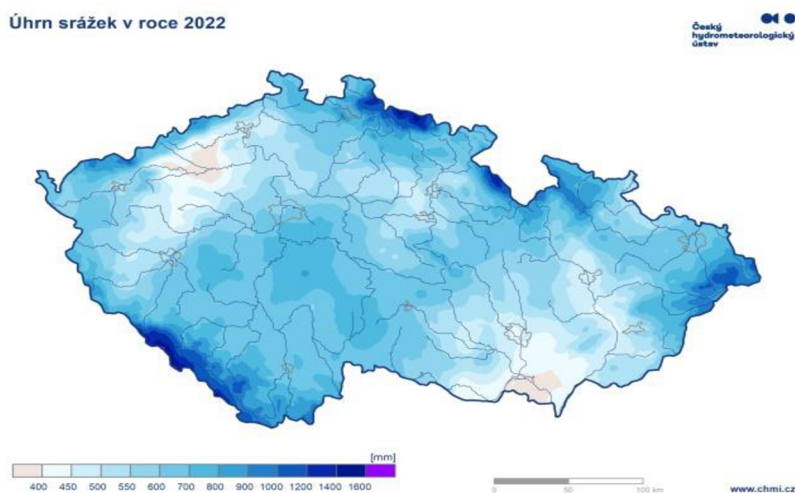 Úhrn srážek v roce 2022
Český
hydrometeorologický
ústav
[mm]
400 450 500 550 600 700 800 900 1000 1200 1400 1600
0 50 100 km
www.chmi.cz